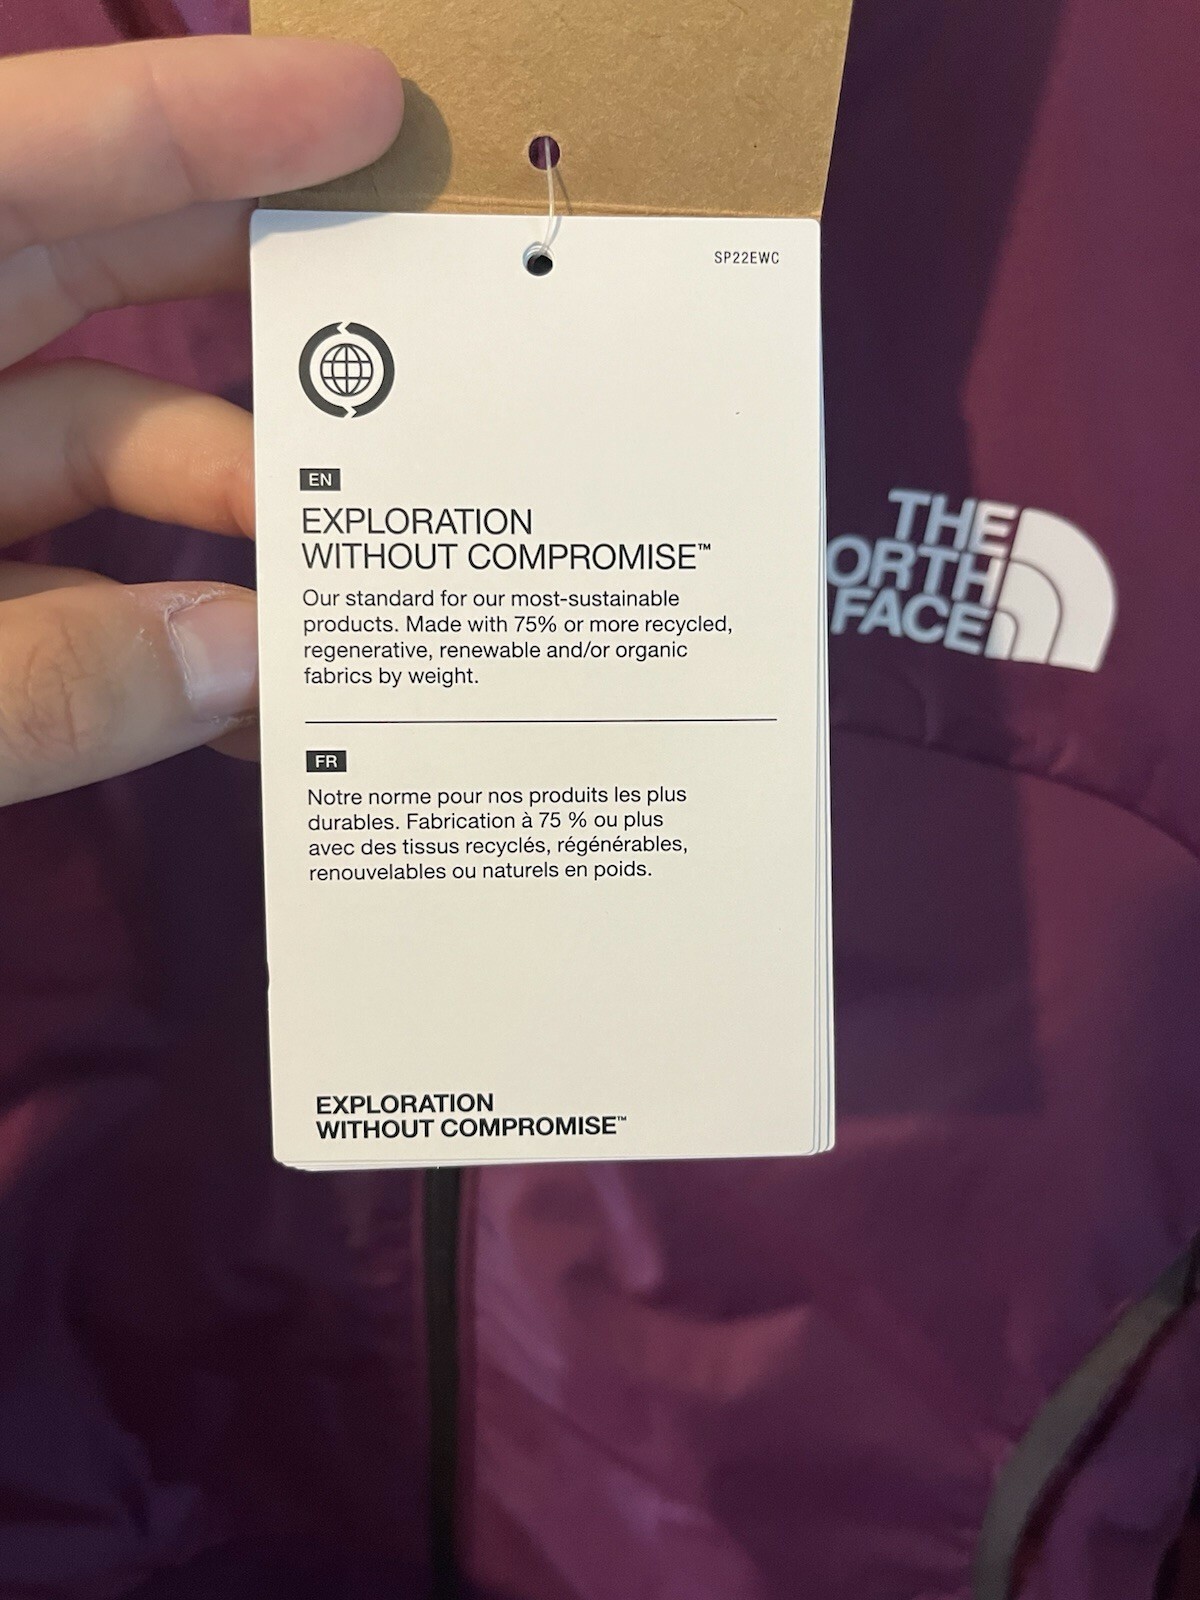 SP22EWC
EN
EXPLORATION
WITHOUT COMPROMISE™
Our standard for our most-sustainable
products. Made with 75% or more recycled,
regenerative, renewable and/or organic
fabrics by weight.
FR
Notre norme pour nos produits les plus
durables. Fabrication à 75 % ou plus
avec des tissus recyclés, régénérables,
renouvelables ou naturels en poids.
EXPLORATION
WITHOUT COMPROMISE™
THE
ORTH
FACE